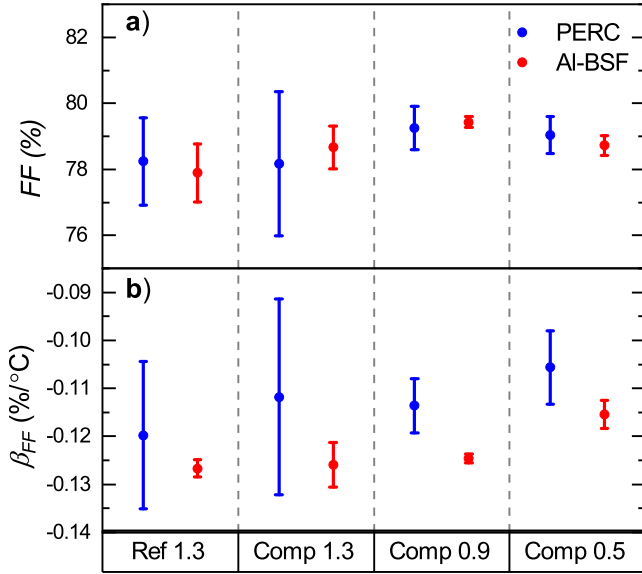 a)
PERC
Al-BSF
82
80
78
76
FF (%)
b)
-0.09
-0.10
-0.11
-0.12
-0.13
-0.14
βFF (%/°C)
Ref 1.3
Comp 1.3
Comp 0.9
Comp 0.5